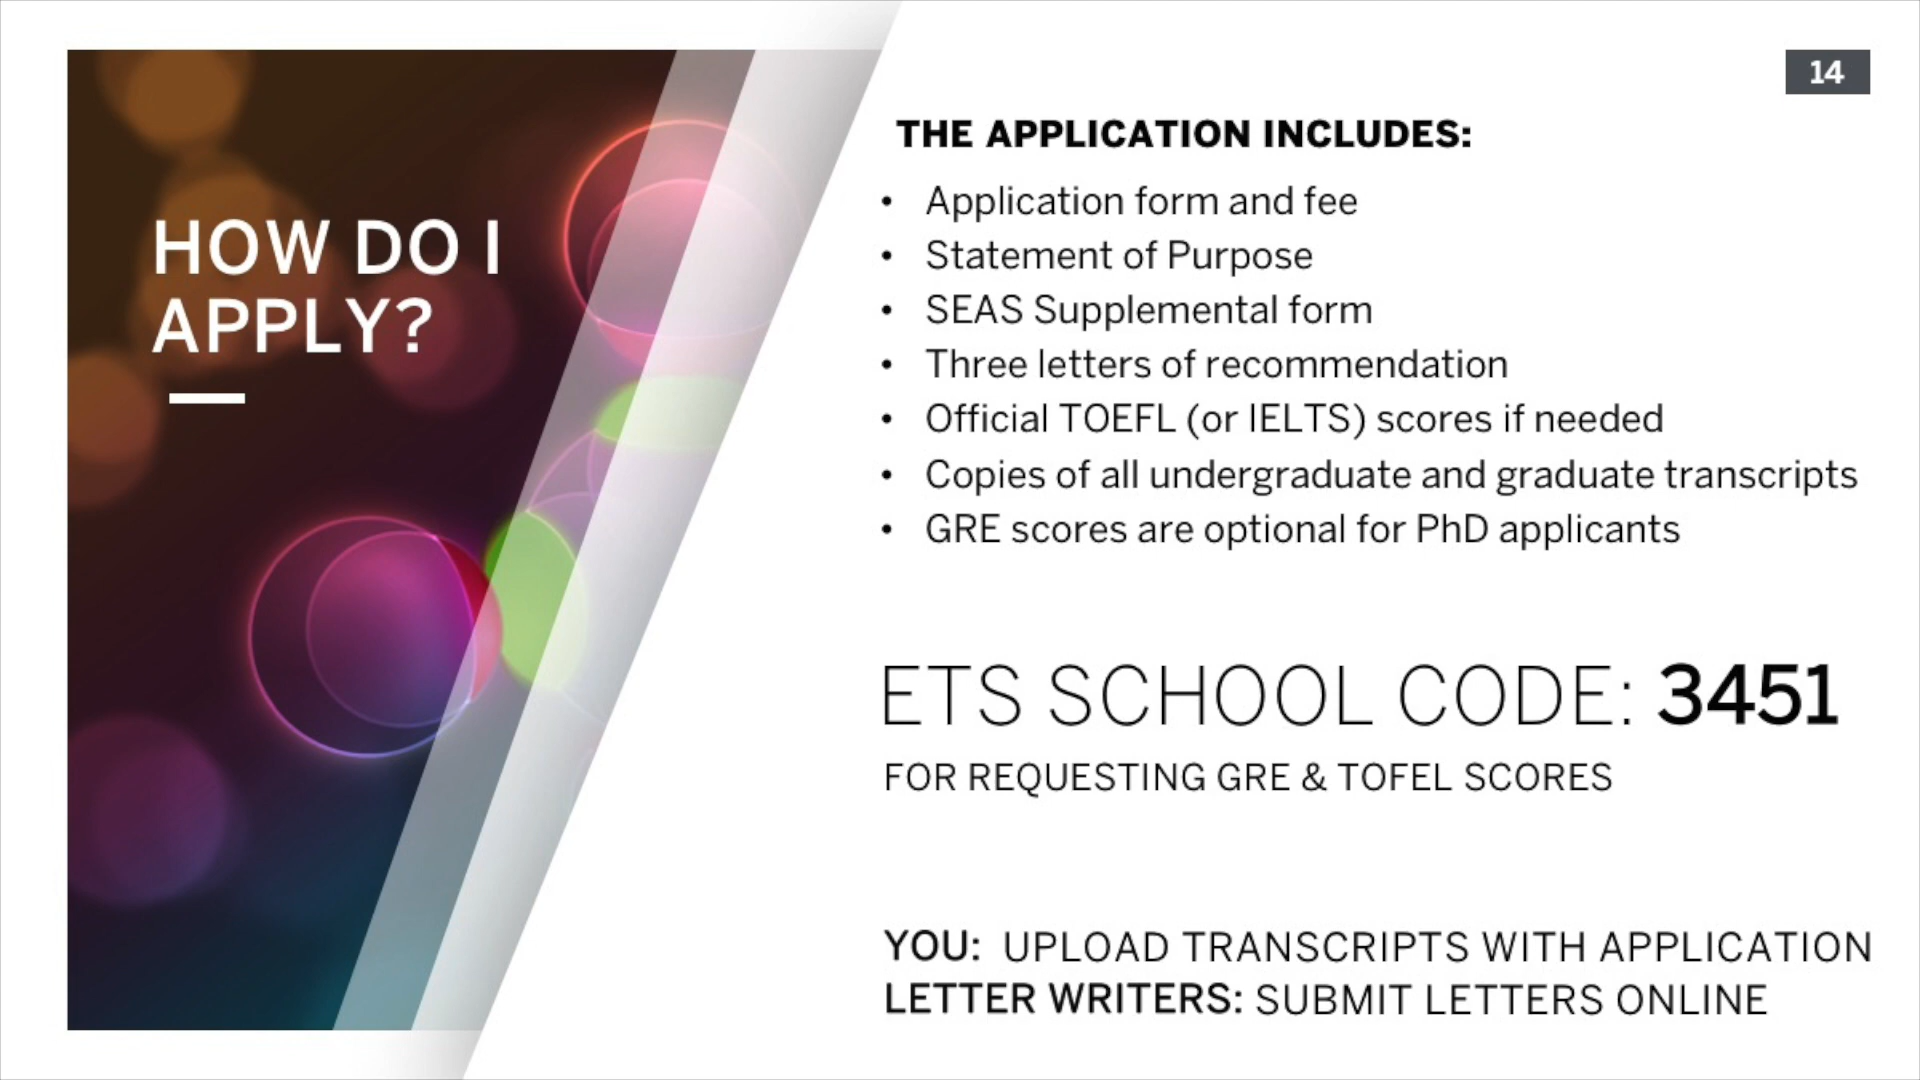 14
HOW DO I
APPLY?
THE APPLICATION INCLUDES:
• Application form and fee
• Statement of Purpose
• SEAS Supplemental form
• Three letters of recommendation
• Official TOEFL (or IELTS) scores if needed
• Copies of all undergraduate and graduate transcripts
• GRE scores are optional for PhD applicants
ETS SCHOOL CODE: 3451
FOR REQUESTING GRE & TOFEL SCORES
YOU: UPLOAD TRANSCRIPTS WITH APPLICATION
LETTER WRITERS: SUBMIT LETTERS ONLINE